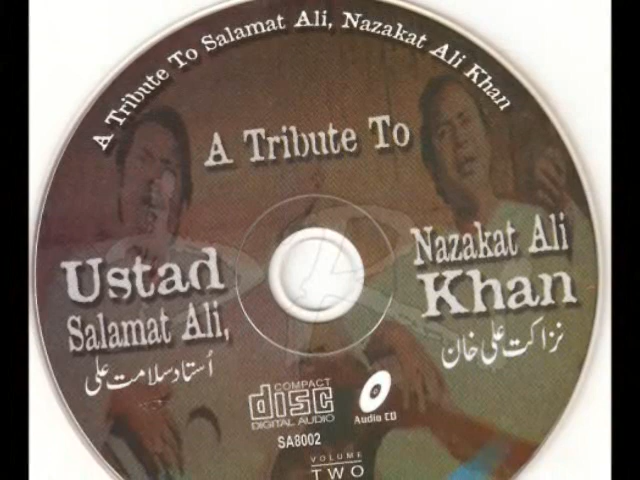 A Tribute To Salamat Ali, Nazakat Ali Khan
A Tribute To
Ustad
Salamat Ali,
اُستاد سلامت علی
Nazakat Ali
Khan
نزاکت علی خان
COMPACT
disc
DIGITAL AUDIO
Audio CD
SA8002
VOLUME
TWO